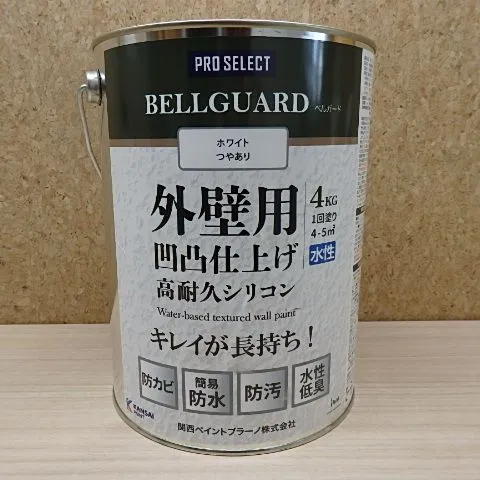 PRO SELECT
BELLGUARD ベルガード
ホワイト
つやあり
外壁用
凹凸仕上げ
高耐久シリコン
4KG
1回塗り
4-5㎡
水性
Water-based textured wall paint
キレイが長持ち!
防カビ
簡易
防水
防汚
水性
低臭
KANSAI
PAINT
関西ペイントプラーノ株式会社